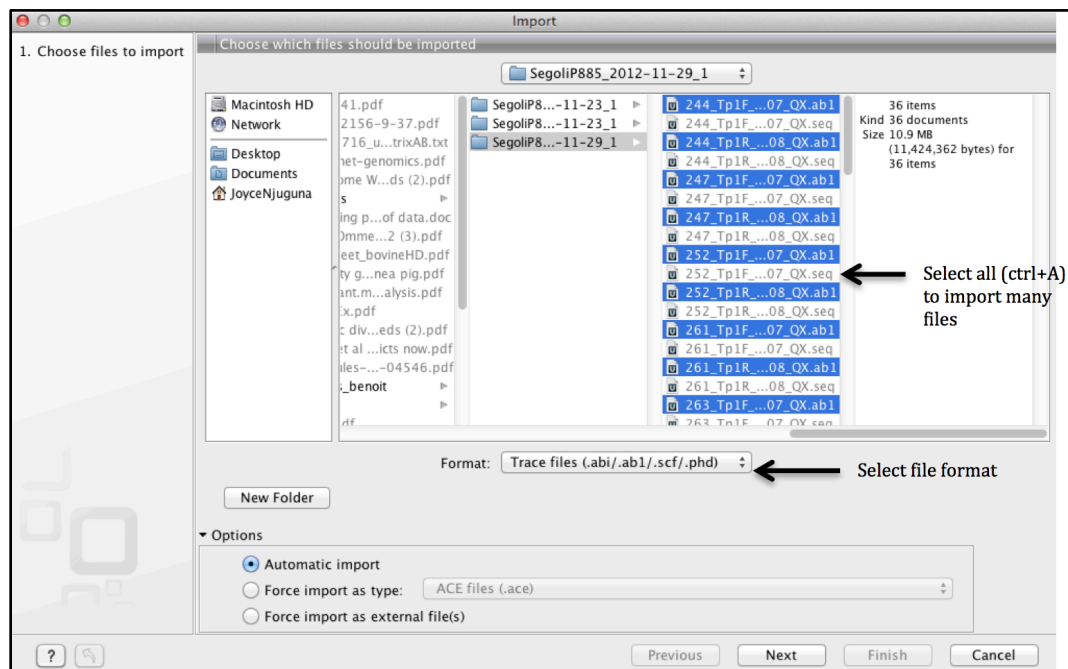 Import
1. Choose files to import
Choose which files should be imported
SegoliP885_2012-11-29_1
Macintosh HD
Network
Desktop
Documents
JoyceNjuguna
41.pdf
2156-9-37.pdf
716_u...trixAB.txt
net-genomics.pdf
ome W...ds (2).pdf
s
ing p...of data.doc
Omme...2 (3).pdf
eet_bovineHD.pdf
ty g...nea pig.pdf
ant.m...alysis.pdf
Ex.pdf
c div...eds (2).pdf
et al ...icts now.pdf
ules-...-04546.pdf
s_benoit
df
SegoliP8...-11-23_1
SegoliP8...-11-23_1
SegoliP8...-11-29_1
244_Tp1F_...07_QX.ab1
244_Tp1F_...07_QX.seq
244_Tp1R_...08_QX.ab1
244_Tp1R_...08_QX.seq
247_Tp1F_...07_QX.ab1
247_Tp1F_...07_QX.seq
247_Tp1R_...08_QX.ab1
247_Tp1R_...08_QX.seq
252_Tp1F_...07_QX.ab1
252_Tp1F_...07_QX.seq
252_Tp1R_...08_QX.ab1
252_Tp1R_...08_QX.seq
261_Tp1F_...07_QX.ab1
261_Tp1F_...07_QX.seq
261_Tp1R_...08_QX.ab1
261_Tp1R_...08_QX.seq
263_Tp1F_...07_QX.ab1
263_Tp1F_...07_QX.seq
36 items
Kind 36 documents
Size 10.9 MB
(11,424,362 bytes) for
36 items
Select all (ctrl+A)
to import many
files
Format: Trace files (.abi/.ab1/.scf/.phd)
Select file format
New Folder
Options
Automatic import
Force import as type: ACE files (.ace)
Force import as external file(s)
? Previous Next Finish Cancel